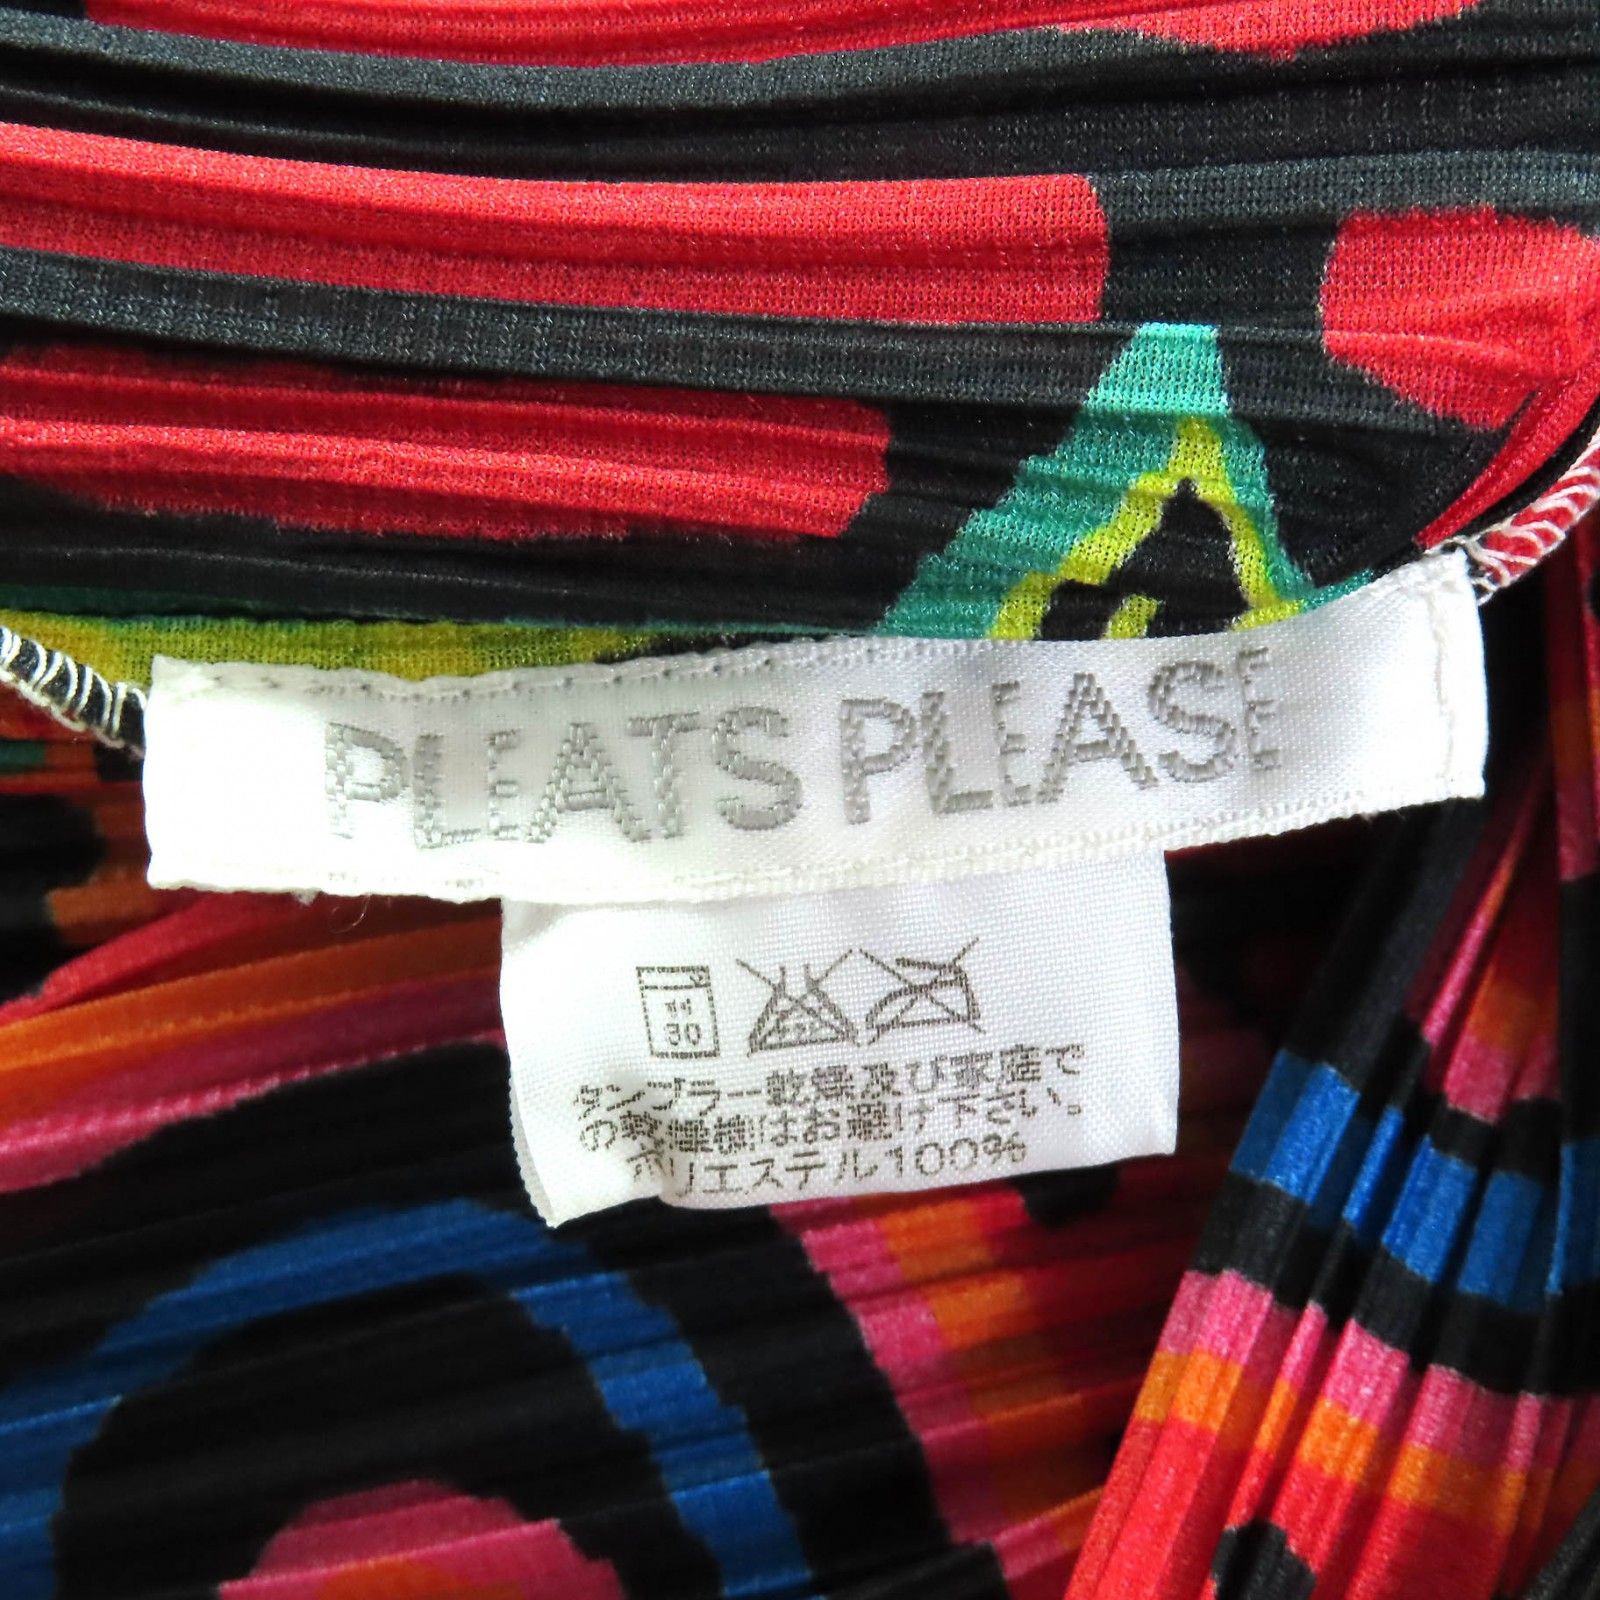 PLEATS PLEASE
30
タンブラー乾燥及び家庭で
の乾燥機はお避け下さい。
ポリエステル100%